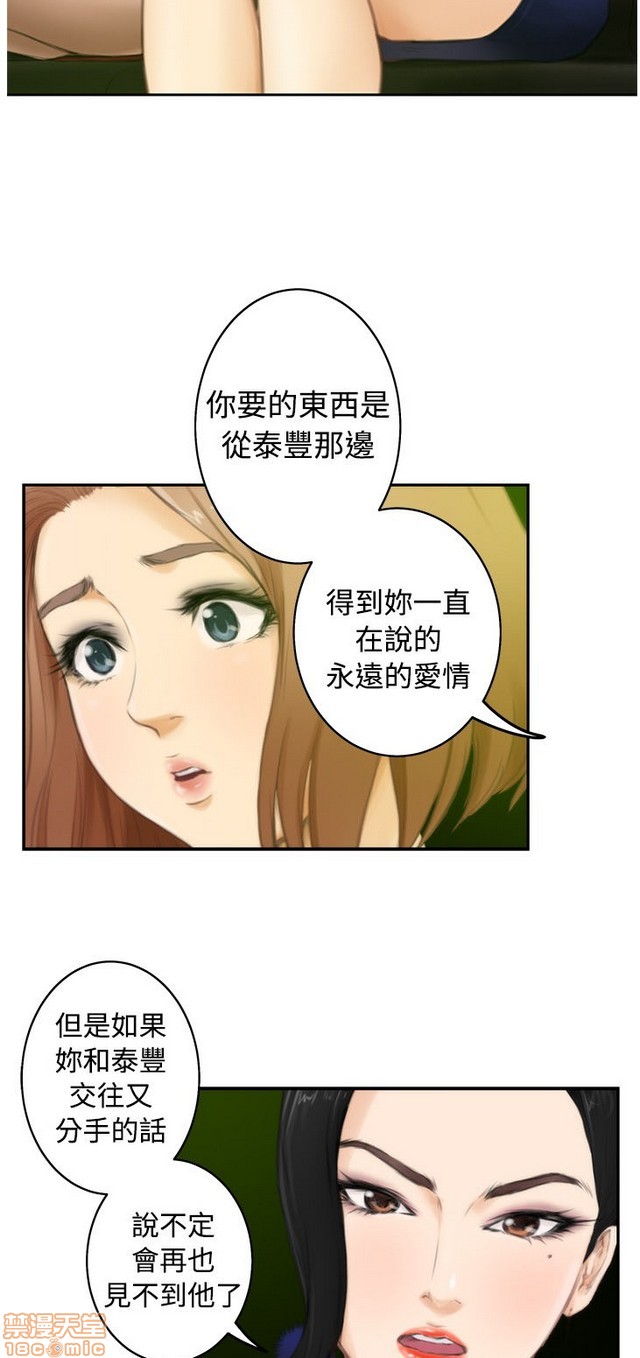 你要的東西是
從泰豐那邊
得到妳一直
在說的
永遠的愛情
但是如果
妳和泰豐
交往又
分手的話
說不定
會再也
見不到他了
禁漫天堂
18comic